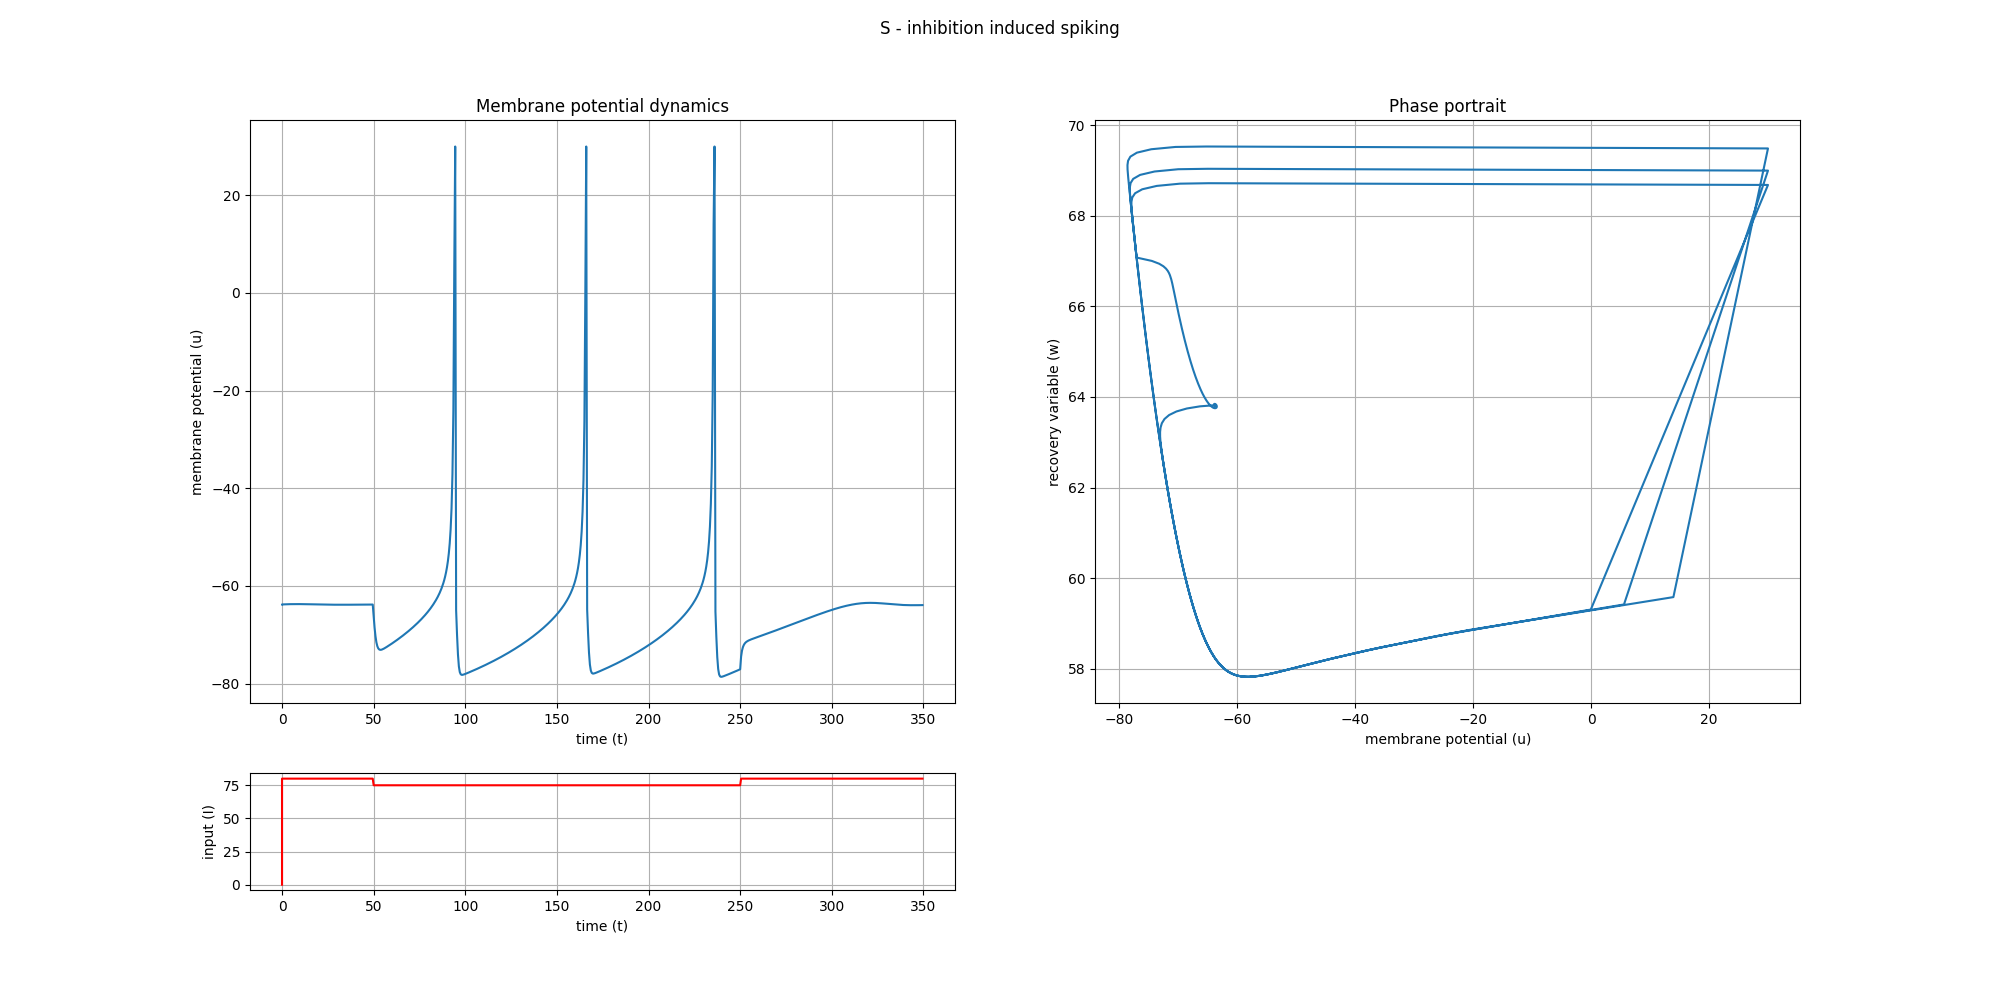 S - inhibition induced spiking
Membrane potential dynamics
membrane potential (u)
20
0
−20
−40
−60
−80
0 50 100 150 200 250 300 350
time (t)
Phase portrait
recovery variable (w)
70
68
66
64
62
60
58
−80 −60 −40 −20 0 20
membrane potential (u)
input (I)
75
50
25
0
0 50 100 150 200 250 300 350
time (t)